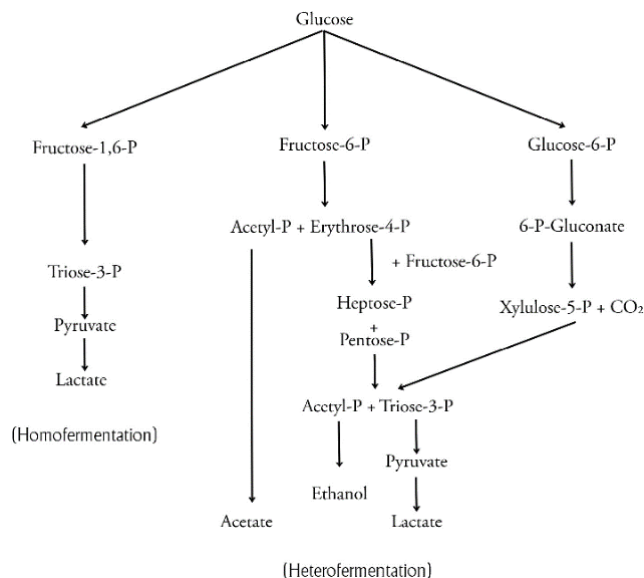 Glucose
Fructose-1,6-P
Fructose-6-P
Glucose-6-P
Acetyl-P + Erythrose-4-P
6-P-Gluconate
+ Fructose-6-P
Triose-3-P
Heptose-P
+
Pentose-P
Xylulose-5-P + CO₂
Pyruvate
Lactate
(Homofermentation)
Acetyl-P + Triose-3-P
Pyruvate
Ethanol
Acetate
Lactate
(Heterofermentation)